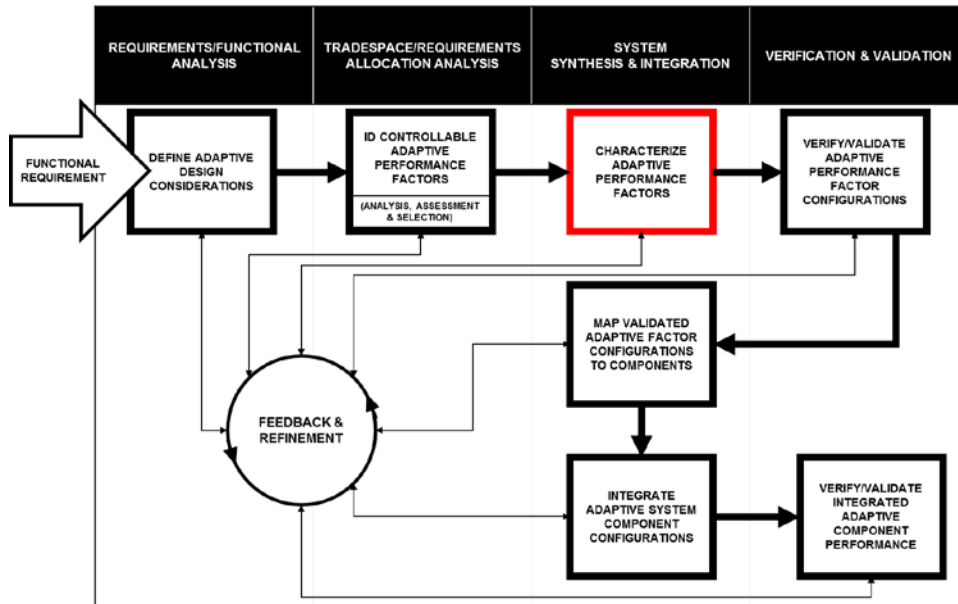 REQUIREMENTS/FUNCTIONAL
ANALYSIS
TRADESPACE/REQUIREMENTS
ALLOCATION ANALYSIS
SYSTEM
SYNTHESIS & INTEGRATION
VERIFICATION & VALIDATION
FUNCTIONAL
REQUIREMENT
DEFINE ADAPTIVE
DESIGN
CONSIDERATIONS
ID CONTROLLABLE
ADAPTIVE
PERFORMANCE
FACTORS
(ANALYSIS, ASSESSMENT
& SELECTION)
CHARACTERIZE
ADAPTIVE
PERFORMANCE
FACTORS
VERIFY/VALIDATE
ADAPTIVE
PERFORMANCE
FACTOR
CONFIGURATIONS
MAP VALIDATED
ADAPTIVE FACTOR
CONFIGURATIONS
TO COMPONENTS
FEEDBACK &
REFINEMENT
INTEGRATE
ADAPTIVE SYSTEM
COMPONENT
CONFIGURATIONS
VERIFY/VALIDATE
INTEGRATED
ADAPTIVE
COMPONENT
PERFORMANCE